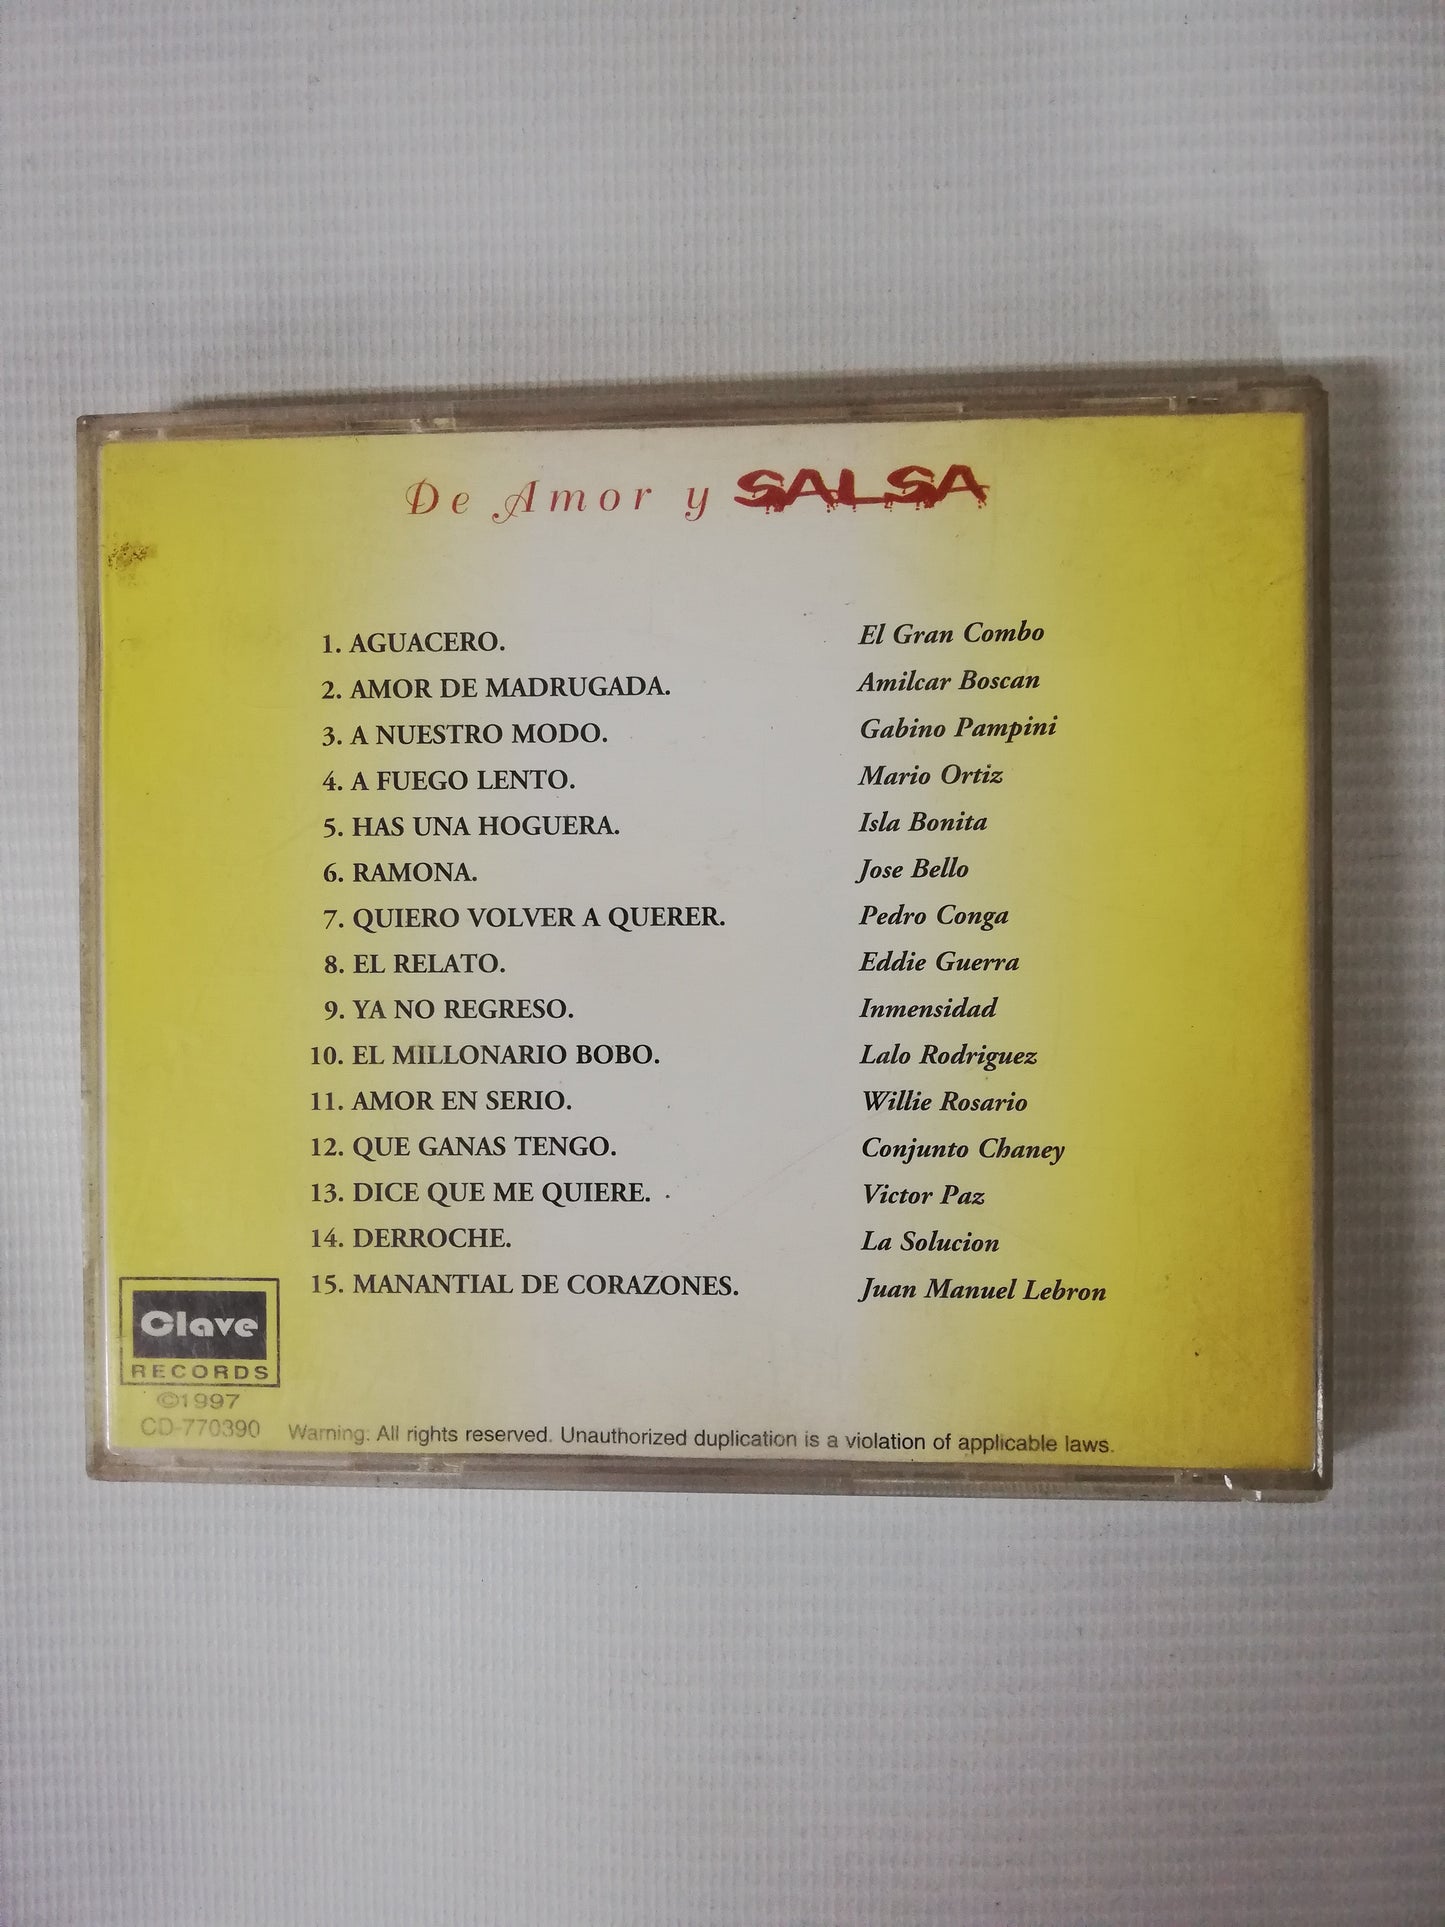 De Amor y SALSA
1. AGUACERO. El Gran Combo
2. AMOR DE MADRUGADA. Amilcar Boscan
3. A NUESTRO MODO. Gabino Pampini
4. A FUEGO LENTO. Mario Ortiz
5. HAS UNA HOGUERA. Isla Bonita
6. RAMONA. Jose Bello
7. QUIERO VOLVER A QUERER. Pedro Conga
8. EL RELATO. Eddie Guerra
9. YA NO REGRESO. Inmensidad
10. EL MILLONARIO BOBO. Lalo Rodriguez
11. AMOR EN SERIO. Willie Rosario
12. QUE GANAS TENGO. Conjunto Chaney
13. DICE QUE ME QUIERE. Victor Paz
14. DERROCHE. La Solucion
15. MANANTIAL DE CORAZONES. Juan Manuel Lebron
Clave
RECORDS
©1997
CD-770390
Warning: All rights reserved. Unauthorized duplication is a violation of applicable laws.